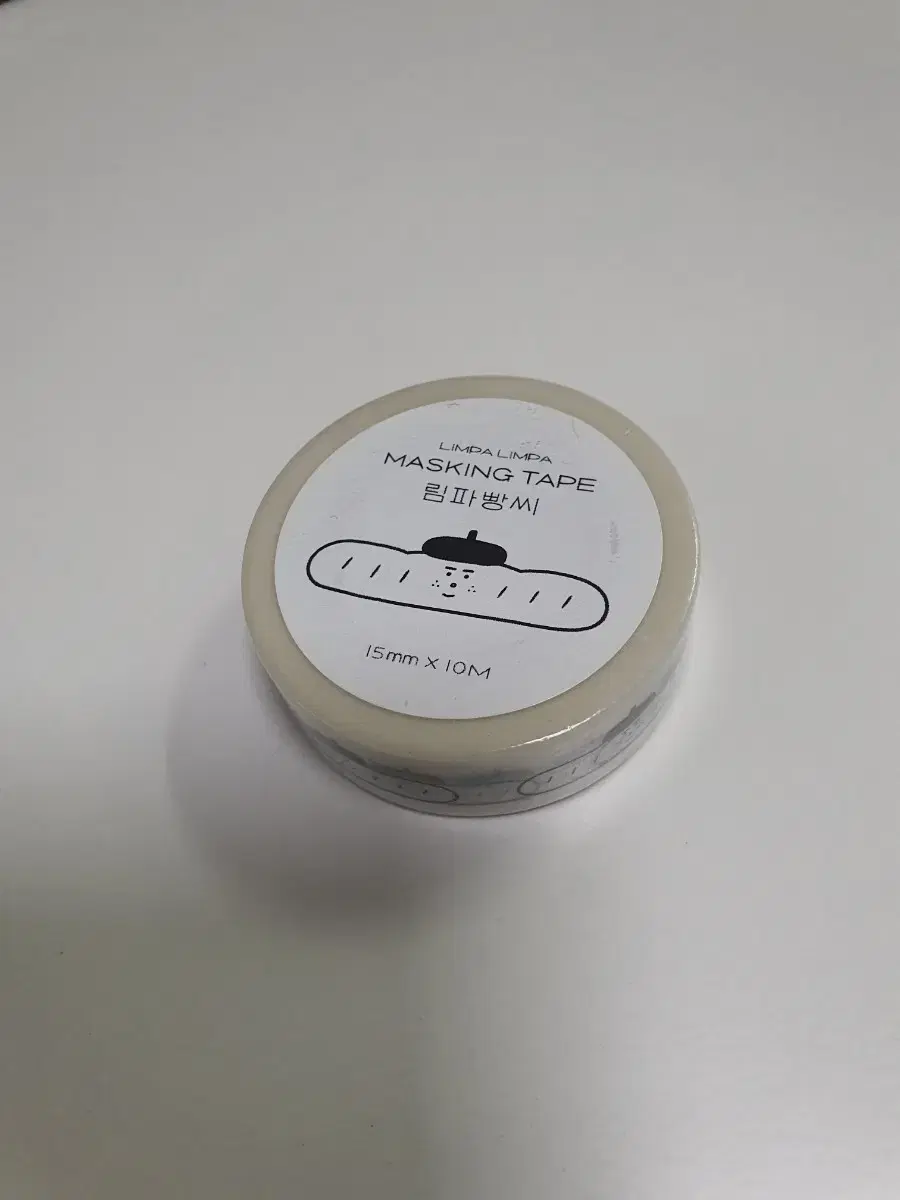 LIMPA LIMPA
MASKING TAPE
림파빵씨
15mm X 10M